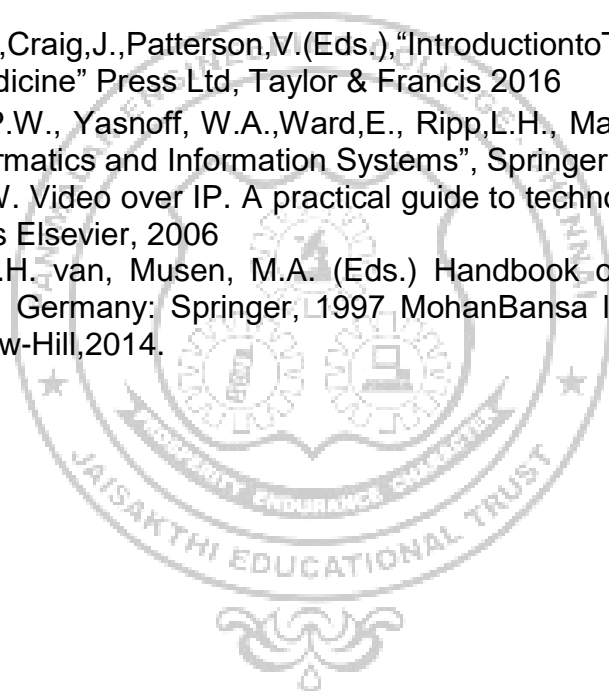 ,Craig,J.,Patterson,V.(Eds.),“IntroductiontoT
dicine” Press Ltd, Taylor & Francis 2016
P.W., Yasnoff, W.A.,Ward,E., Ripp,L.H., Ma
rmatics and Information Systems”, Springer
W. Video over IP. A practical guide to techno
s Elsevier, 2006
.H. van, Musen, M.A. (Eds.) Handbook o
Germany: Springer, 1997 MohanBansa l
w-Hill,2014.
PROSPERITY ENDURANCE CHARACTER
JAISAKTHI EDUCATIONAL TRUST